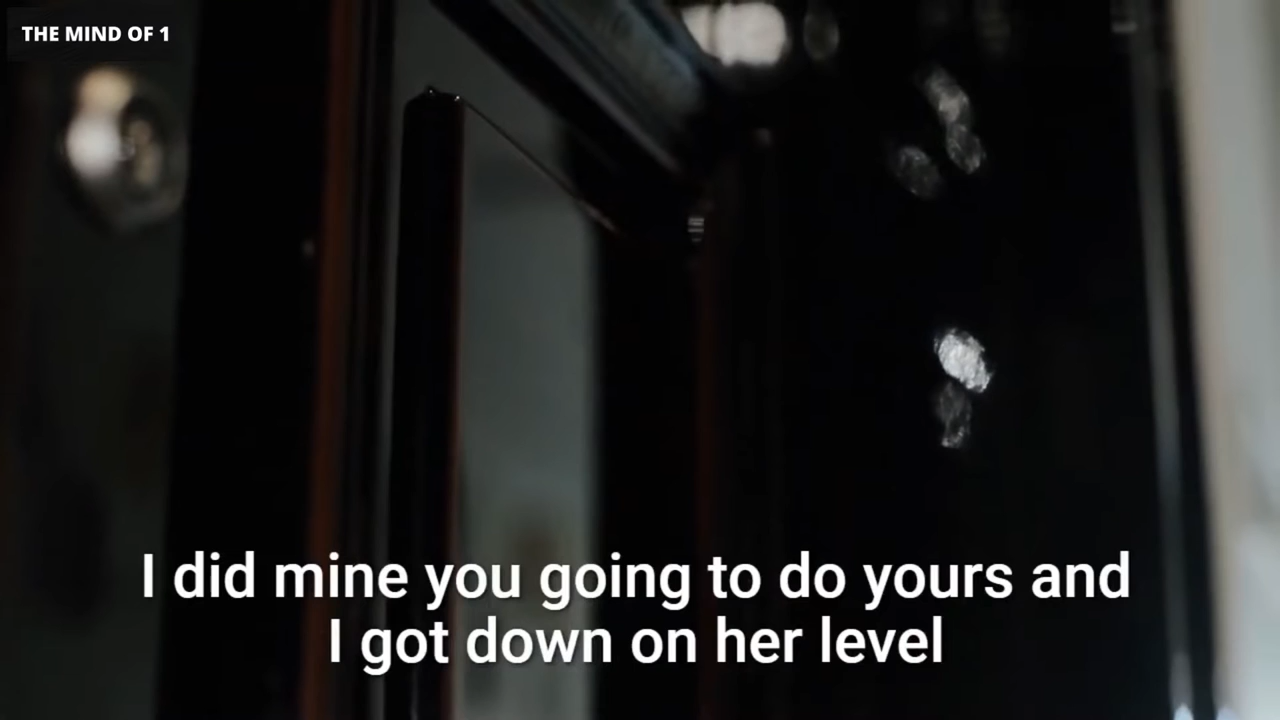 THE MIND OF 1
I did mine you going to do yours and
I got down on her level